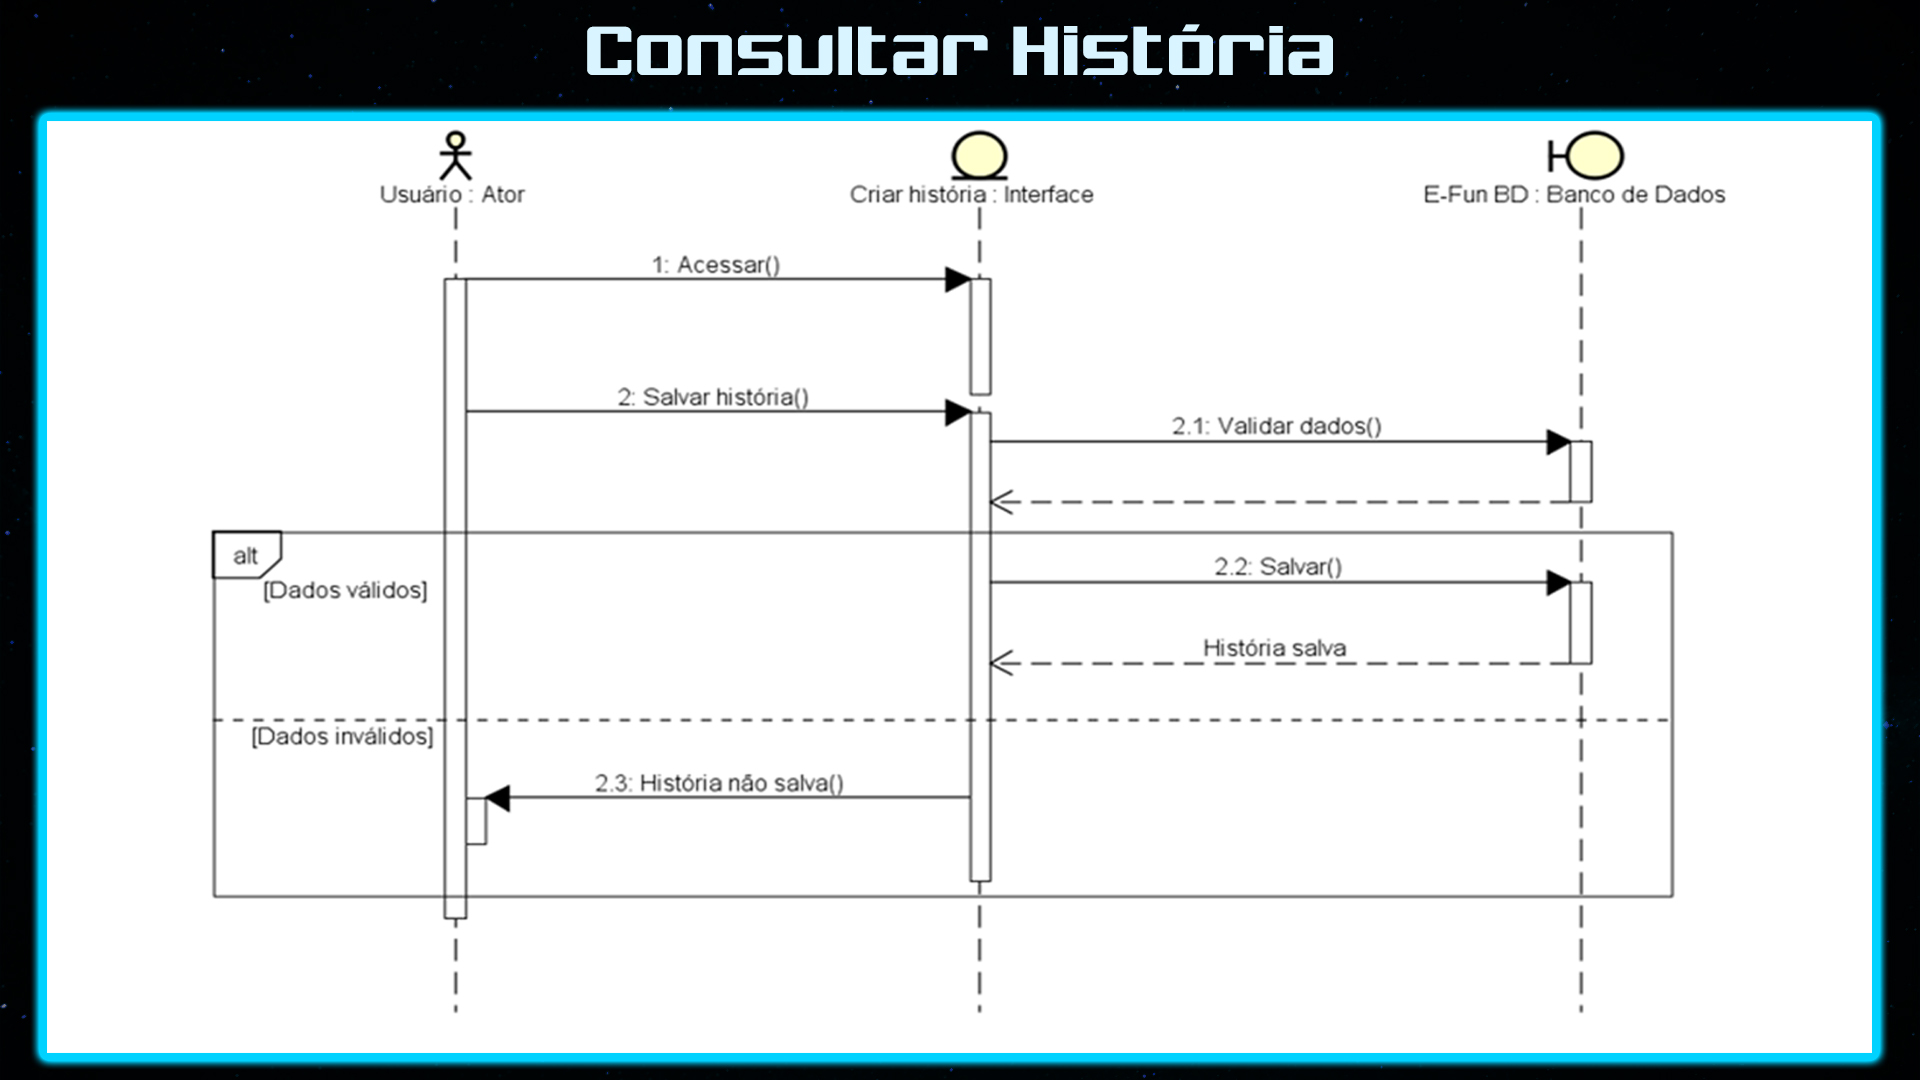 Consultar História
Usuário : Ator
Criar história : Interface
E-Fun BD : Banco de Dados
1: Acessar()
2: Salvar história()
2.1: Validar dados()
alt
[Dados válidos]
2.2: Salvar()
História salva
[Dados inválidos]
2.3: História não salva()